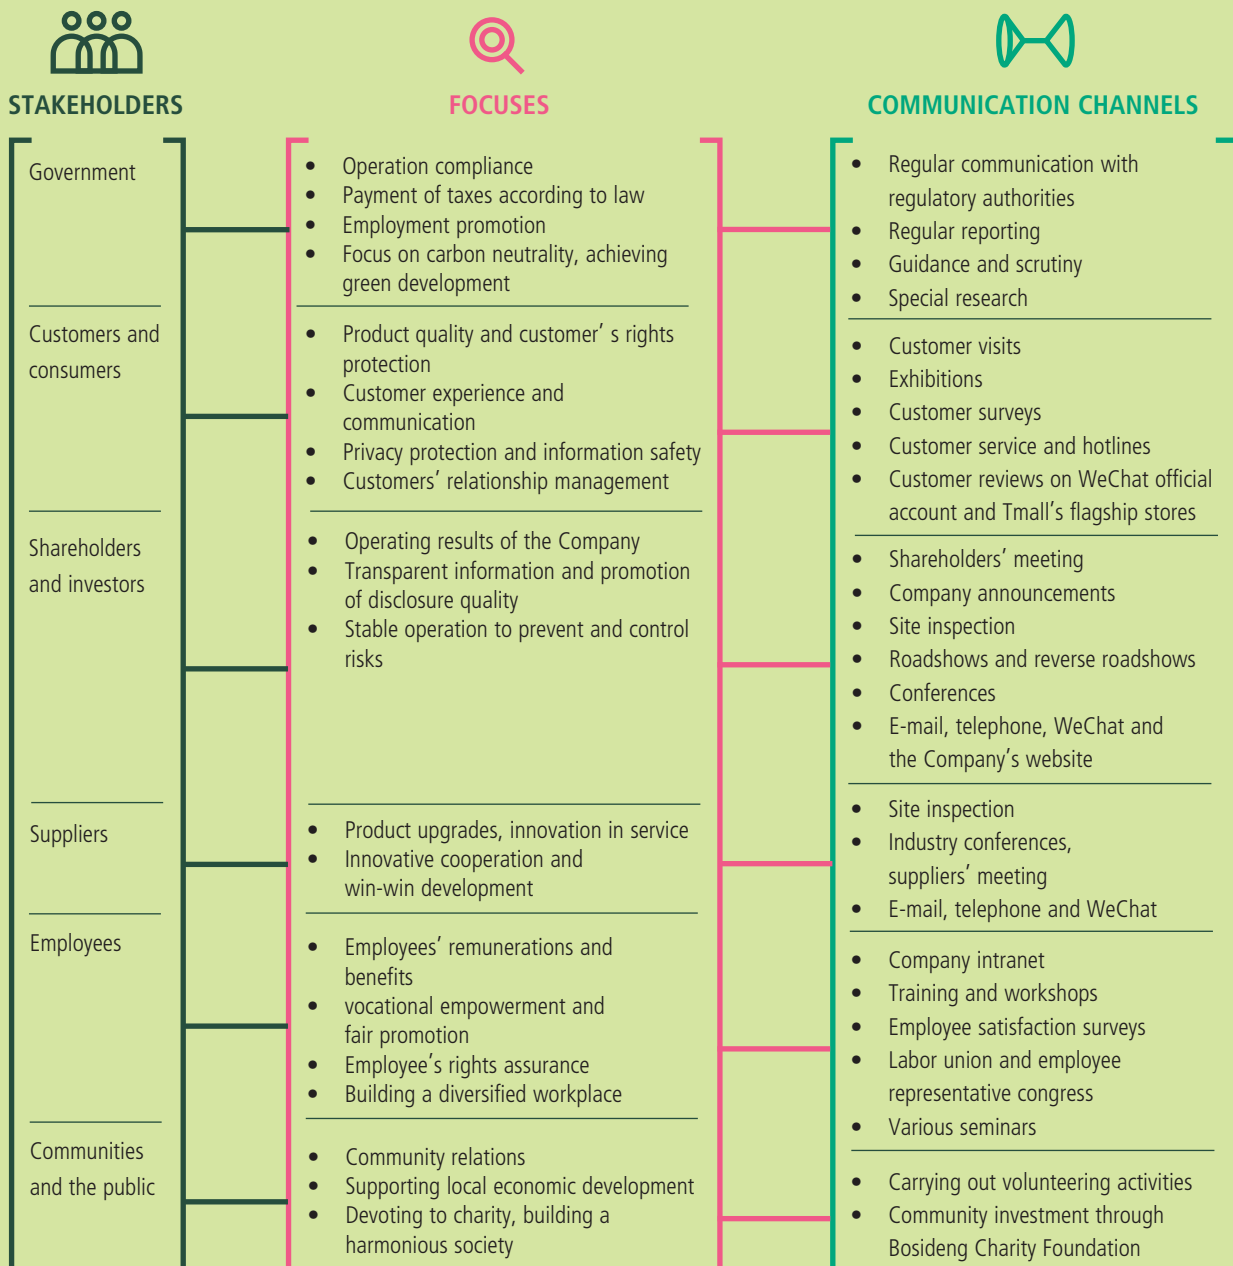 STAKEHOLDERS
FOCUSES
COMMUNICATION CHANNELS
Government
• Operation compliance
• Payment of taxes according to law
• Employment promotion
• Focus on carbon neutrality, achieving
green development
• Regular communication with
regulatory authorities
• Regular reporting
• Guidance and scrutiny
• Special research
Customers and
consumers
• Product quality and customer’ s rights
protection
• Customer experience and
communication
• Privacy protection and information safety
• Customers’ relationship management
• Customer visits
• Exhibitions
• Customer surveys
• Customer service and hotlines
• Customer reviews on WeChat official
account and Tmall’s flagship stores
Shareholders
and investors
• Operating results of the Company
• Transparent information and promotion
of disclosure quality
• Stable operation to prevent and control
risks
• Shareholders’ meeting
• Company announcements
• Site inspection
• Roadshows and reverse roadshows
• Conferences
• E-mail, telephone, WeChat and
the Company’s website
Suppliers
• Product upgrades, innovation in service
• Innovative cooperation and
win-win development
• Site inspection
• Industry conferences,
suppliers’ meeting
• E-mail, telephone and WeChat
Employees
• Employees’ remunerations and
benefits
• vocational empowerment and
fair promotion
• Employee’s rights assurance
• Building a diversified workplace
• Company intranet
• Training and workshops
• Employee satisfaction surveys
• Labor union and employee
representative congress
• Various seminars
Communities
and the public
• Community relations
• Supporting local economic development
• Devoting to charity, building a
harmonious society
• Carrying out volunteering activities
• Community investment through
Bosideng Charity Foundation